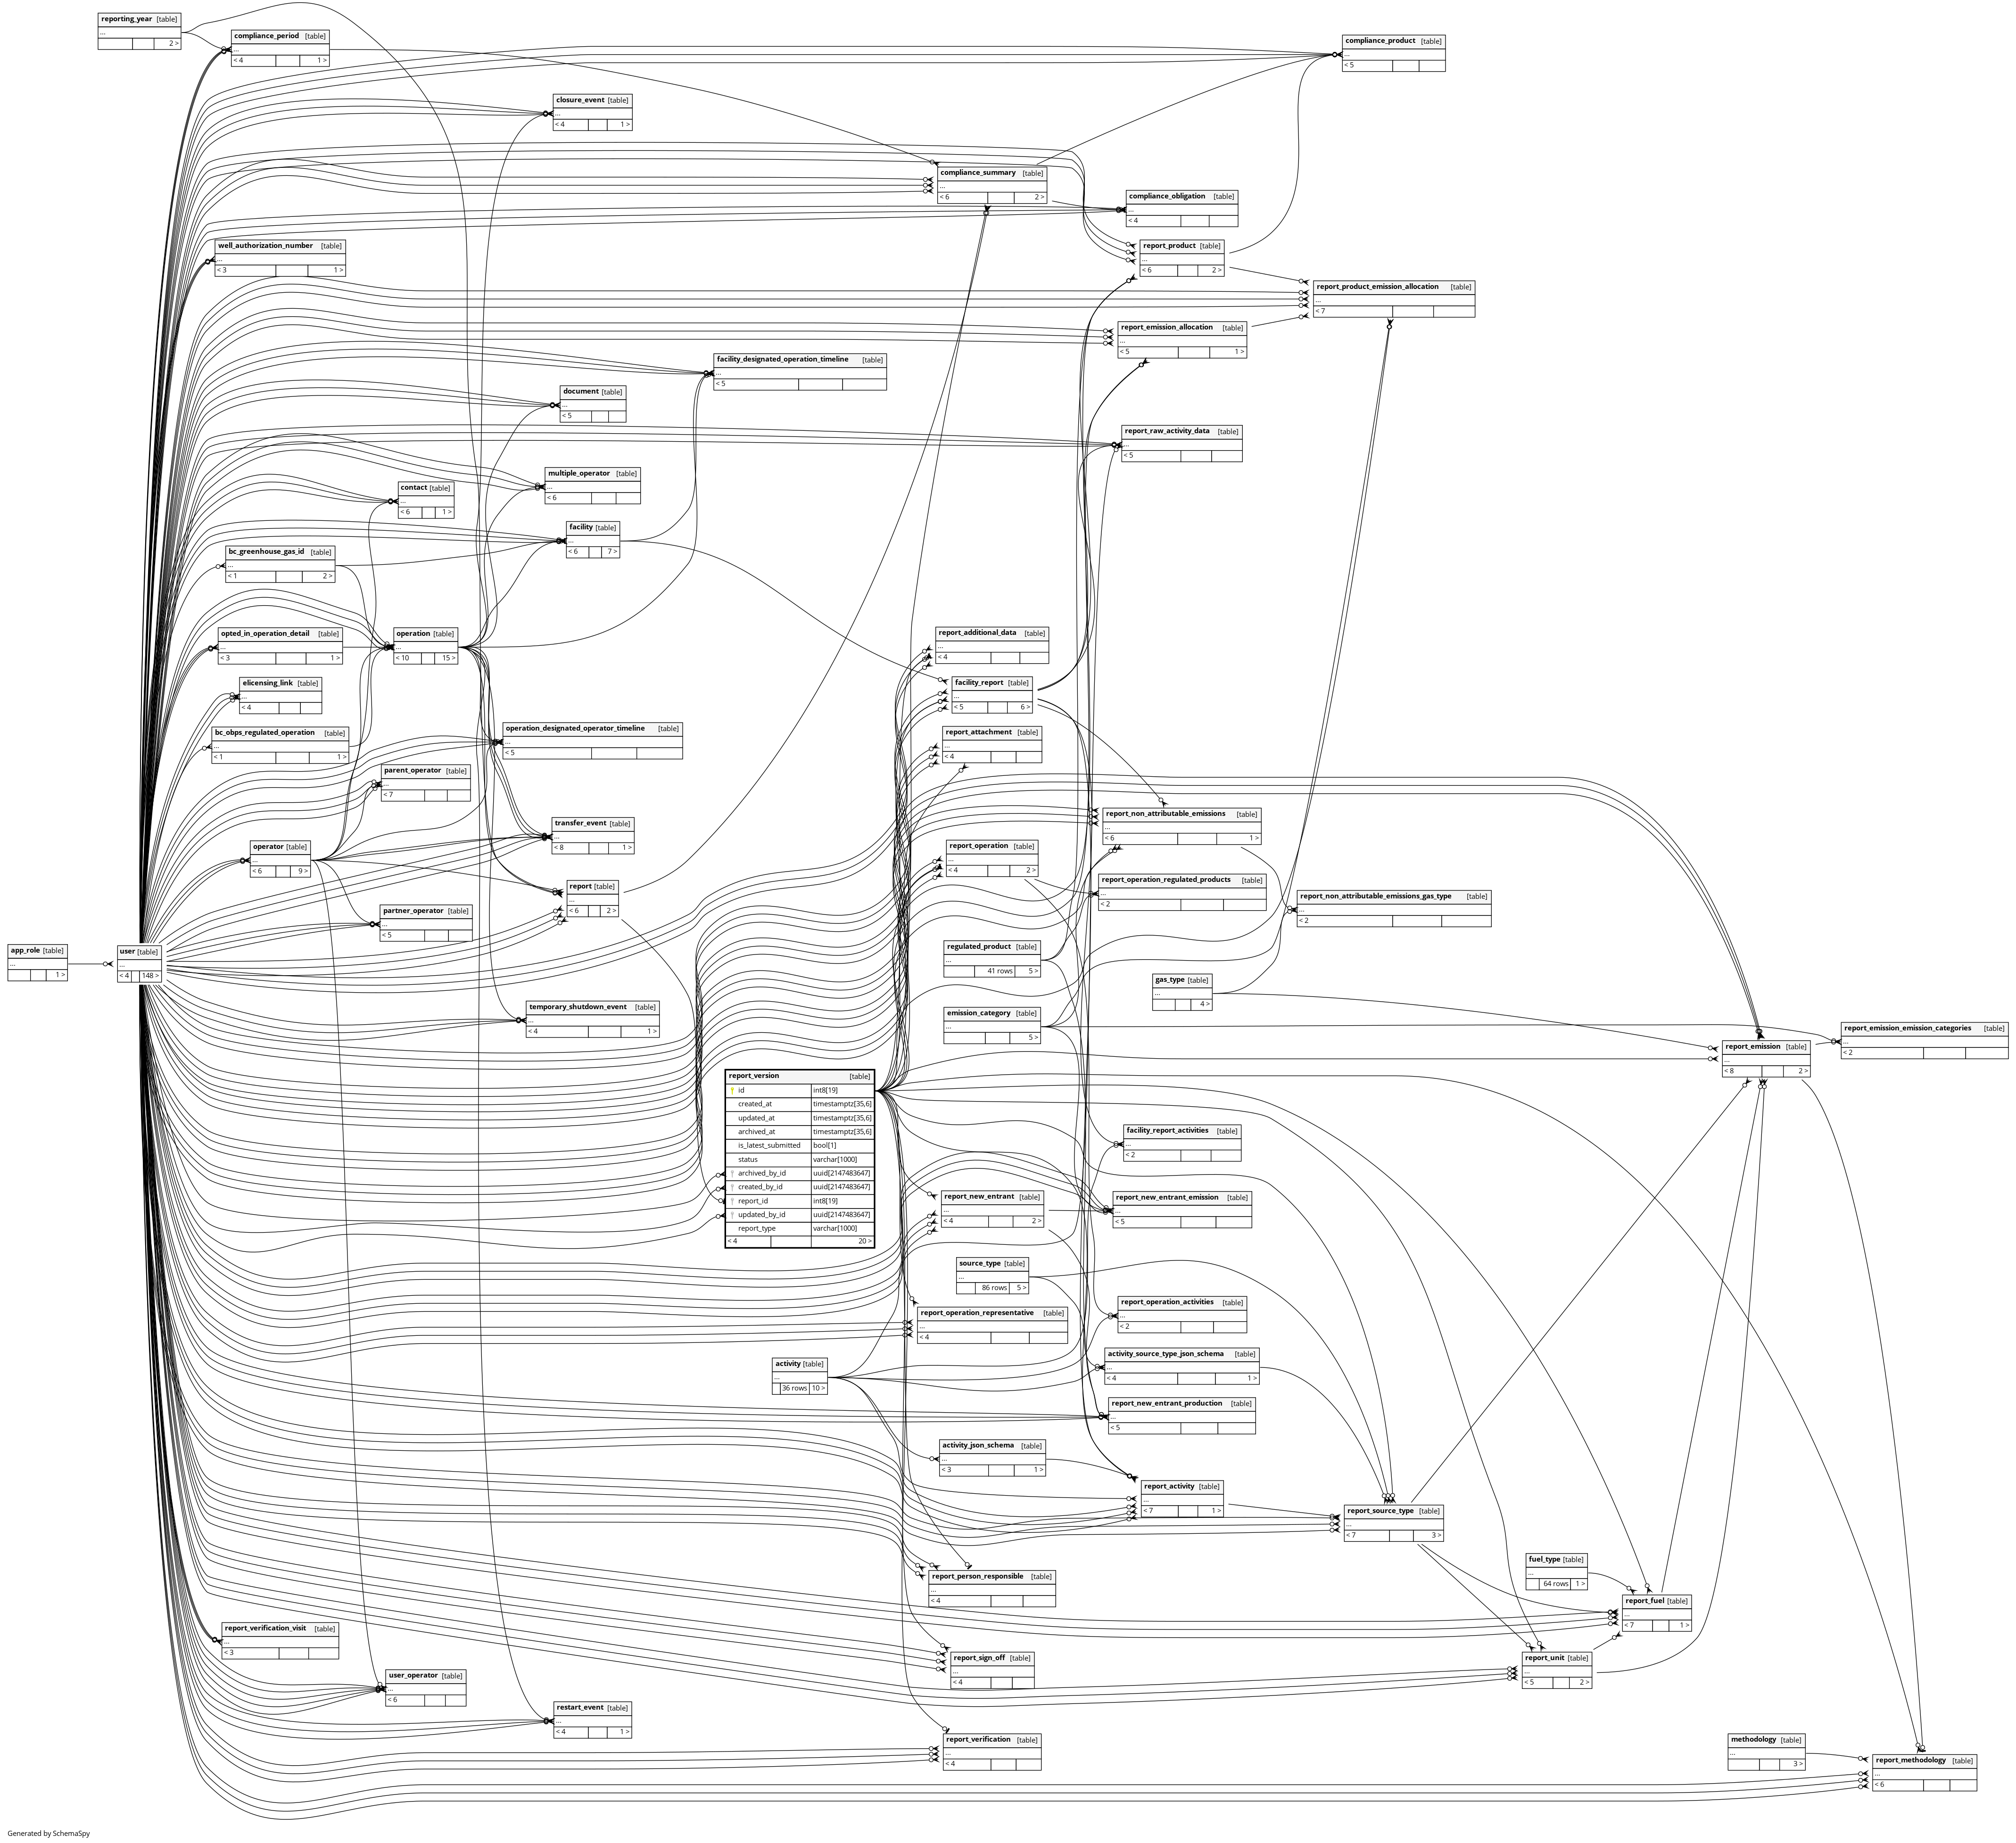 reporting_year [table]
...
2 >
compliance_period [table]
...
< 4 1 >
compliance_product [table]
...
< 5
closure_event [table]
...
< 4 1 >
compliance_summary [table]
...
< 6 2 >
compliance_obligation [table]
...
< 4
well_authorization_number [table]
...
< 3 1 >
report_product [table]
...
< 6 2 >
report_product_emission_allocation [table]
...
< 7
report_emission_allocation [table]
...
< 5 1 >
facility_designated_operation_timeline [table]
...
< 5
document [table]
...
< 5
report_raw_activity_data [table]
...
< 5
multiple_operator [table]
...
< 6
contact [table]
...
< 6 1 >
facility [table]
...
< 6 7 >
bc_greenhouse_gas_id [table]
...
< 1 2 >
opted_in_operation_detail [table]
...
< 3 1 >
operation [table]
...
< 10 15 >
report_additional_data [table]
...
< 4
elicensing_link [table]
...
< 4
facility_report [table]
...
< 5 6 >
bc_obps_regulated_operation [table]
...
< 1 1 >
operation_designated_operator_timeline [table]
...
< 5
report_attachment [table]
...
< 4
parent_operator [table]
...
< 7
transfer_event [table]
...
< 8 1 >
report_non_attributable_emissions [table]
...
< 6 1 >
operator [table]
...
< 6 9 >
report_operation [table]
...
< 4 2 >
report [table]
...
< 6 2 >
report_operation_regulated_products [table]
...
< 2
report_non_attributable_emissions_gas_type [table]
...
< 2
partner_operator [table]
...
< 5
app_role [table]
...
1 >
user [table]
...
< 4 148 >
regulated_product [table]
...
41 rows 5 >
gas_type [table]
...
4 >
temporary_shutdown_event [table]
...
< 4 1 >
emission_category [table]
...
5 >
report_emission_emission_categories [table]
...
< 2
report_emission [table]
...
< 8 2 >
report_version [table]
id int8[19]
created_at timestamptz[35,6]
updated_at timestamptz[35,6]
archived_at timestamptz[35,6]
is_latest_submitted bool[1]
status varchar[1000]
archived_by_id uuid[2147483647]
created_by_id uuid[2147483647]
report_id int8[19]
updated_by_id uuid[2147483647]
report_type varchar[1000]
< 4 20 >
facility_report_activities [table]
...
< 2
report_new_entrant [table]
...
< 4 2 >
report_new_entrant_emission [table]
...
< 5
source_type [table]
...
86 rows 5 >
report_operation_representative [table]
...
< 4
report_operation_activities [table]
...
< 2
activity [table]
...
36 rows 10 >
activity_source_type_json_schema [table]
...
< 4 1 >
report_new_entrant_production [table]
...
< 5
activity_json_schema [table]
...
< 3 1 >
report_activity [table]
...
< 7 1 >
report_source_type [table]
...
< 7 3 >
fuel_type [table]
...
64 rows 1 >
report_person_responsible [table]
...
< 4
report_fuel [table]
...
< 7 1 >
report_verification_visit [table]
...
< 3
report_sign_off [table]
...
< 4
report_unit [table]
...
< 5 2 >
user_operator [table]
...
< 6
restart_event [table]
...
< 4 1 >
report_verification [table]
...
< 4
methodology [table]
...
3 >
report_methodology [table]
...
< 6
Generated by SchemaSpy